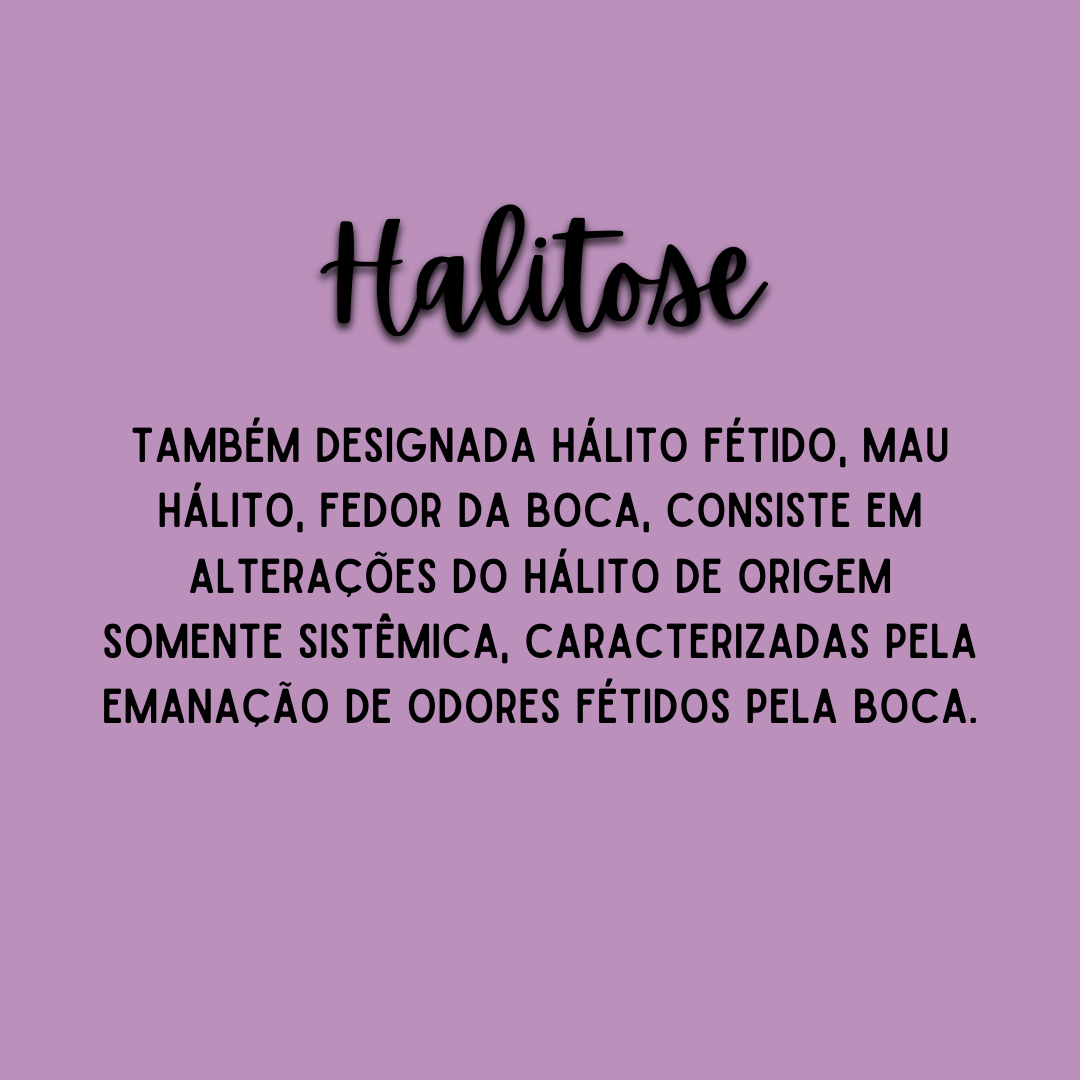 Halitose
TAMBÉM DESIGNADA HÁLITO FÉTIDO, MAU
HÁLITO, FEDOR DA BOCA, CONSISTE EM
ALTERAÇÕES DO HÁLITO DE ORIGEM
SOMENTE SISTÊMICA, CARACTERIZADAS PELA
EMANAÇÃO DE ODORES FÉTIDOS PELA BOCA.